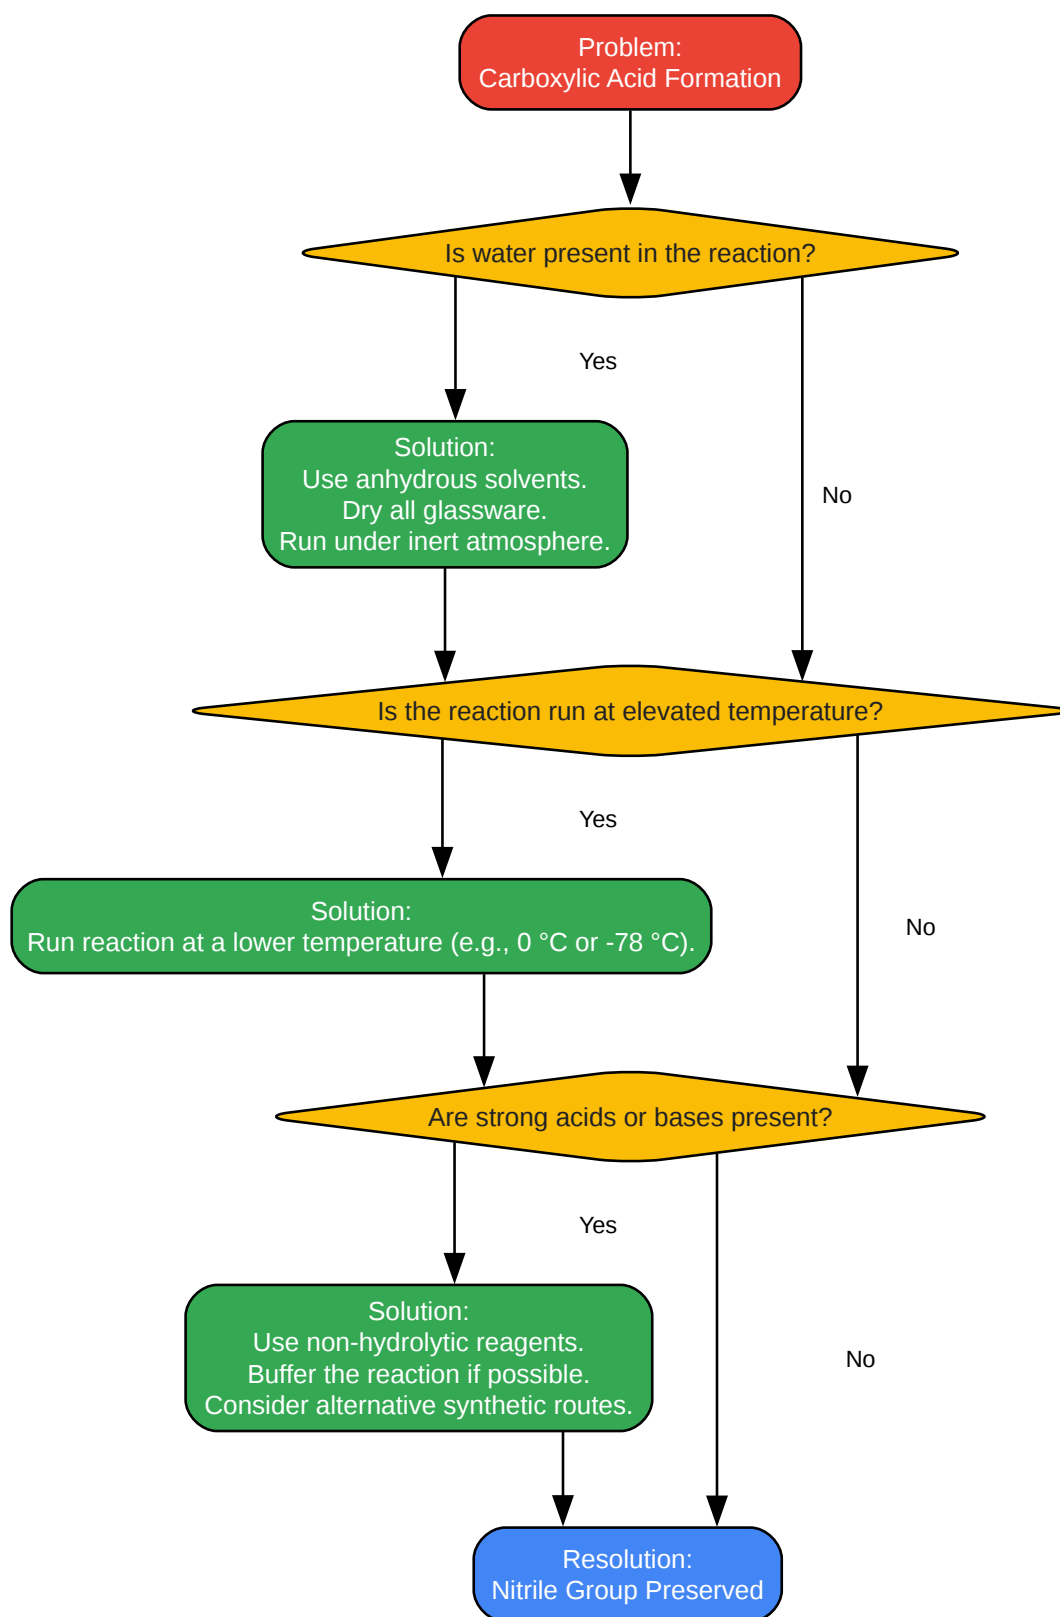 Problem:
Carboxylic Acid Formation
Is water present in the reaction?
Yes
Solution:
Use anhydrous solvents.
Dry all glassware.
Run under inert atmosphere.
No
Is the reaction run at elevated temperature?
Yes
Solution:
Run reaction at a lower temperature (e.g., 0 °C or -78 °C).
No
Are strong acids or bases present?
Yes
Solution:
Use non-hydrolytic reagents.
Buffer the reaction if possible.
Consider alternative synthetic routes.
No
Resolution:
Nitrile Group Preserved